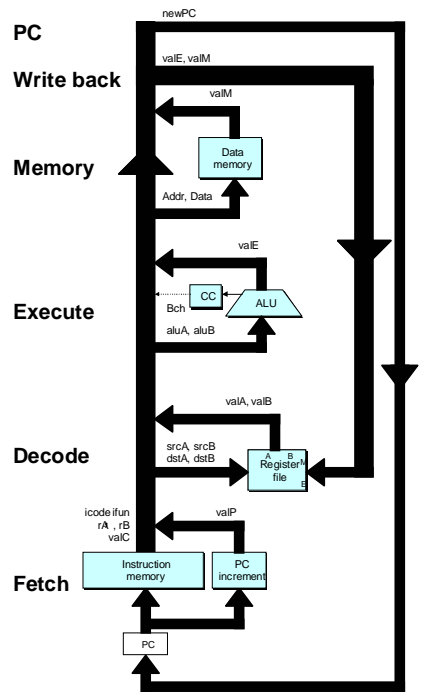 newPC
PC
valE, valM
Write back
valM
Data
memory
Memory
Addr, Data
valE
CC
ALU
Bch
Execute
aluA, aluB
valA, valB
srcA, srcB
dstA, dstB
A B
M
Register
file
E
Decode
icode ifun
, rB
valC
valP
Instruction
memory
PC
increment
Fetch
PC